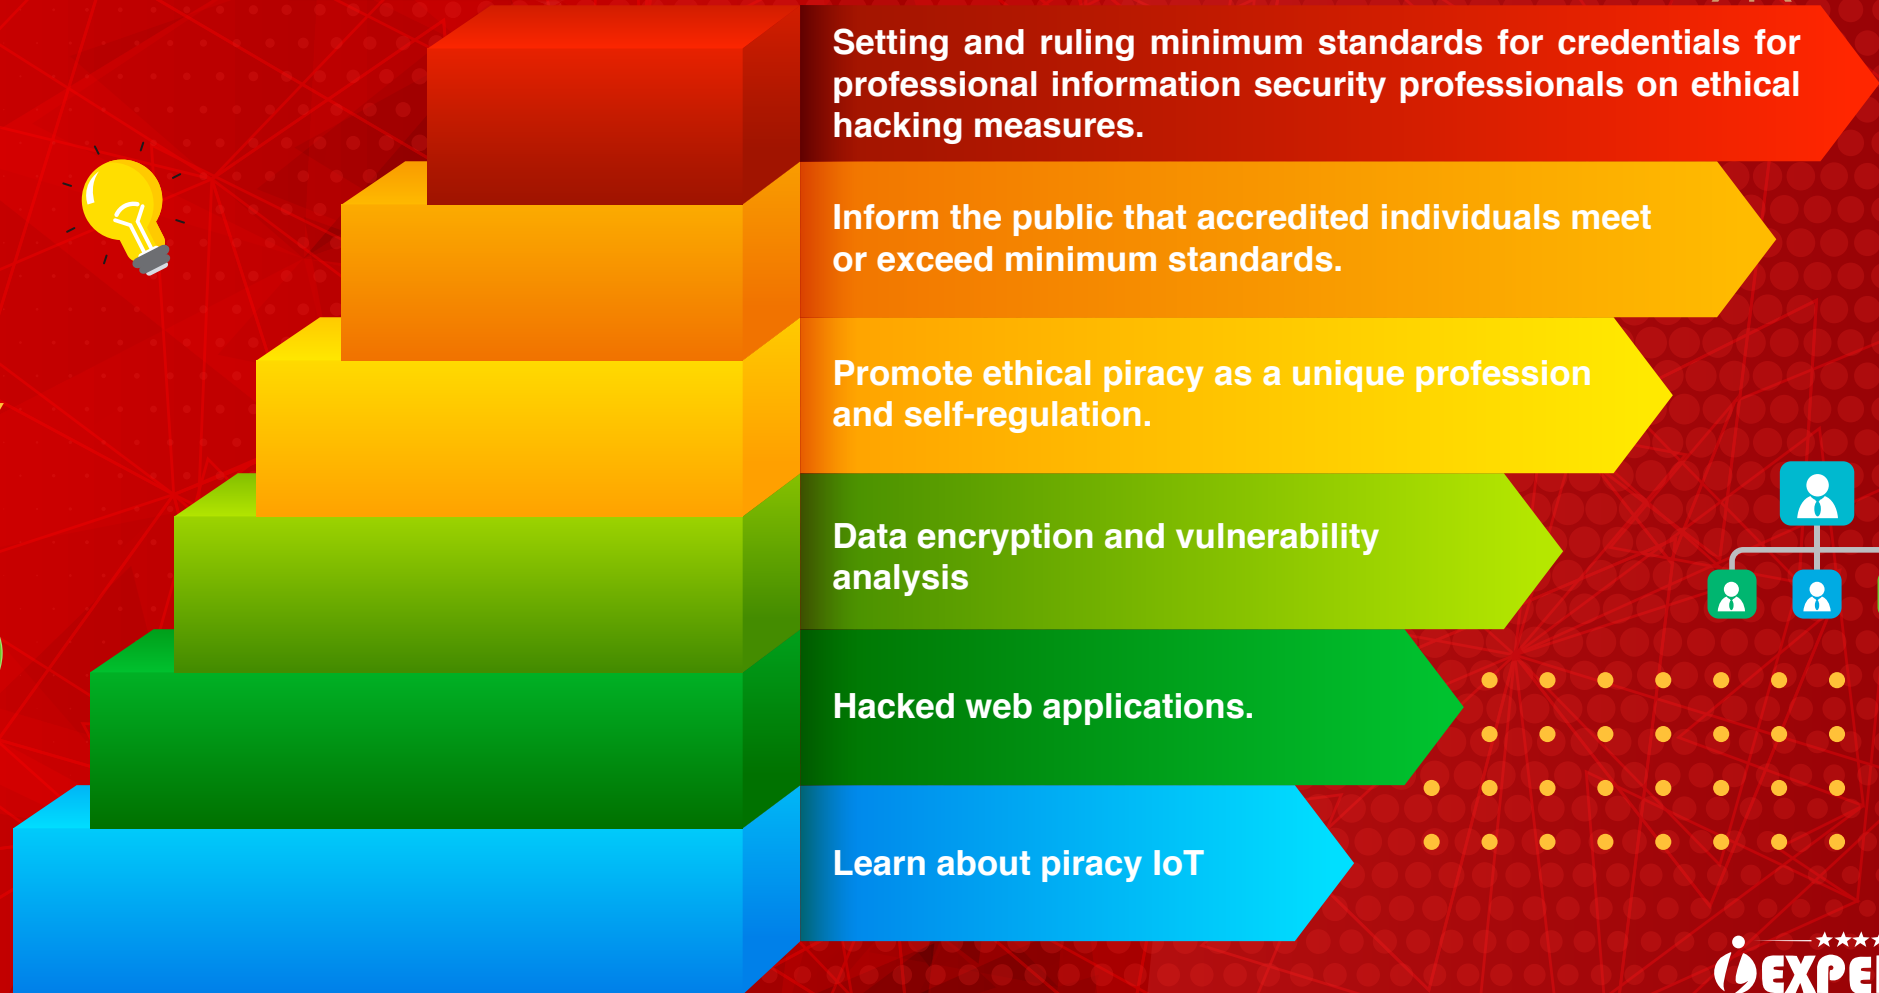 Setting and ruling minimum standards for credentials for
professional information security professionals on ethical
hacking measures.
Inform the public that accredited individuals meet
or exceed minimum standards.
Promote ethical piracy as a unique profession
and self-regulation.
Data encryption and vulnerability
analysis
Hacked web applications.
Learn about piracy IoT